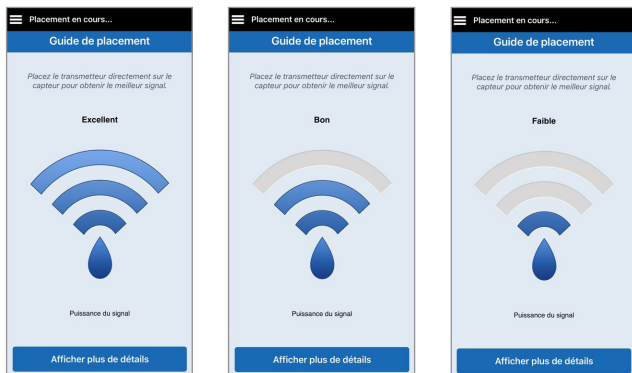 Placement en cours...
Guide de placement
Placez le transmetteur directement sur le
capteur pour obtenir le meilleur signal.
Excellent
Puissance du signal
Afficher plus de détails
Placement en cours...
Guide de placement
Placez le transmetteur directement sur le
capteur pour obtenir le meilleur signal.
Bon
Puissance du signal
Afficher plus de détails
Placement en cours...
Guide de placement
Placez le transmetteur directement sur le
capteur pour obtenir le meilleur signal.
Faible
Puissance du signal
Afficher plus de détails